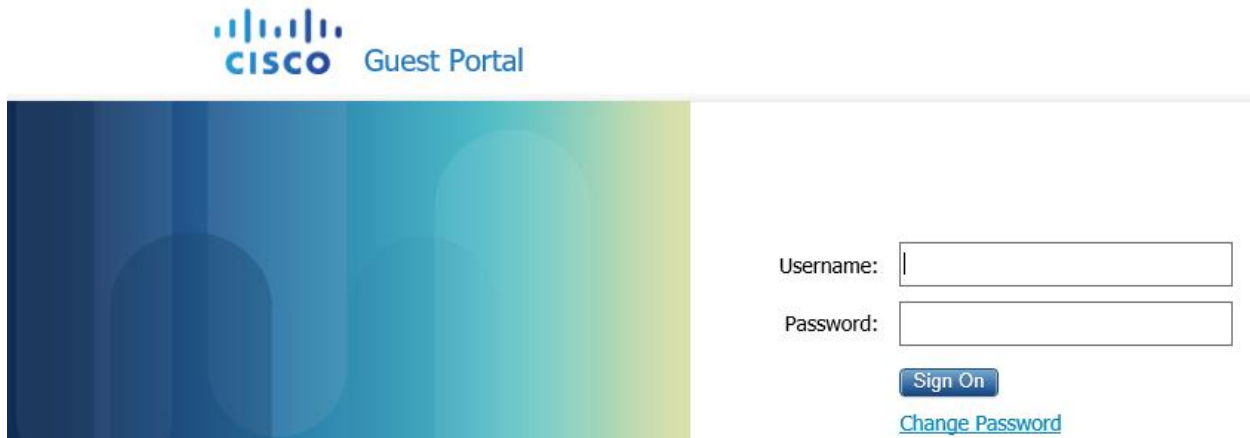 CISCO Guest Portal
Username:
Password:
Sign On
Change Password